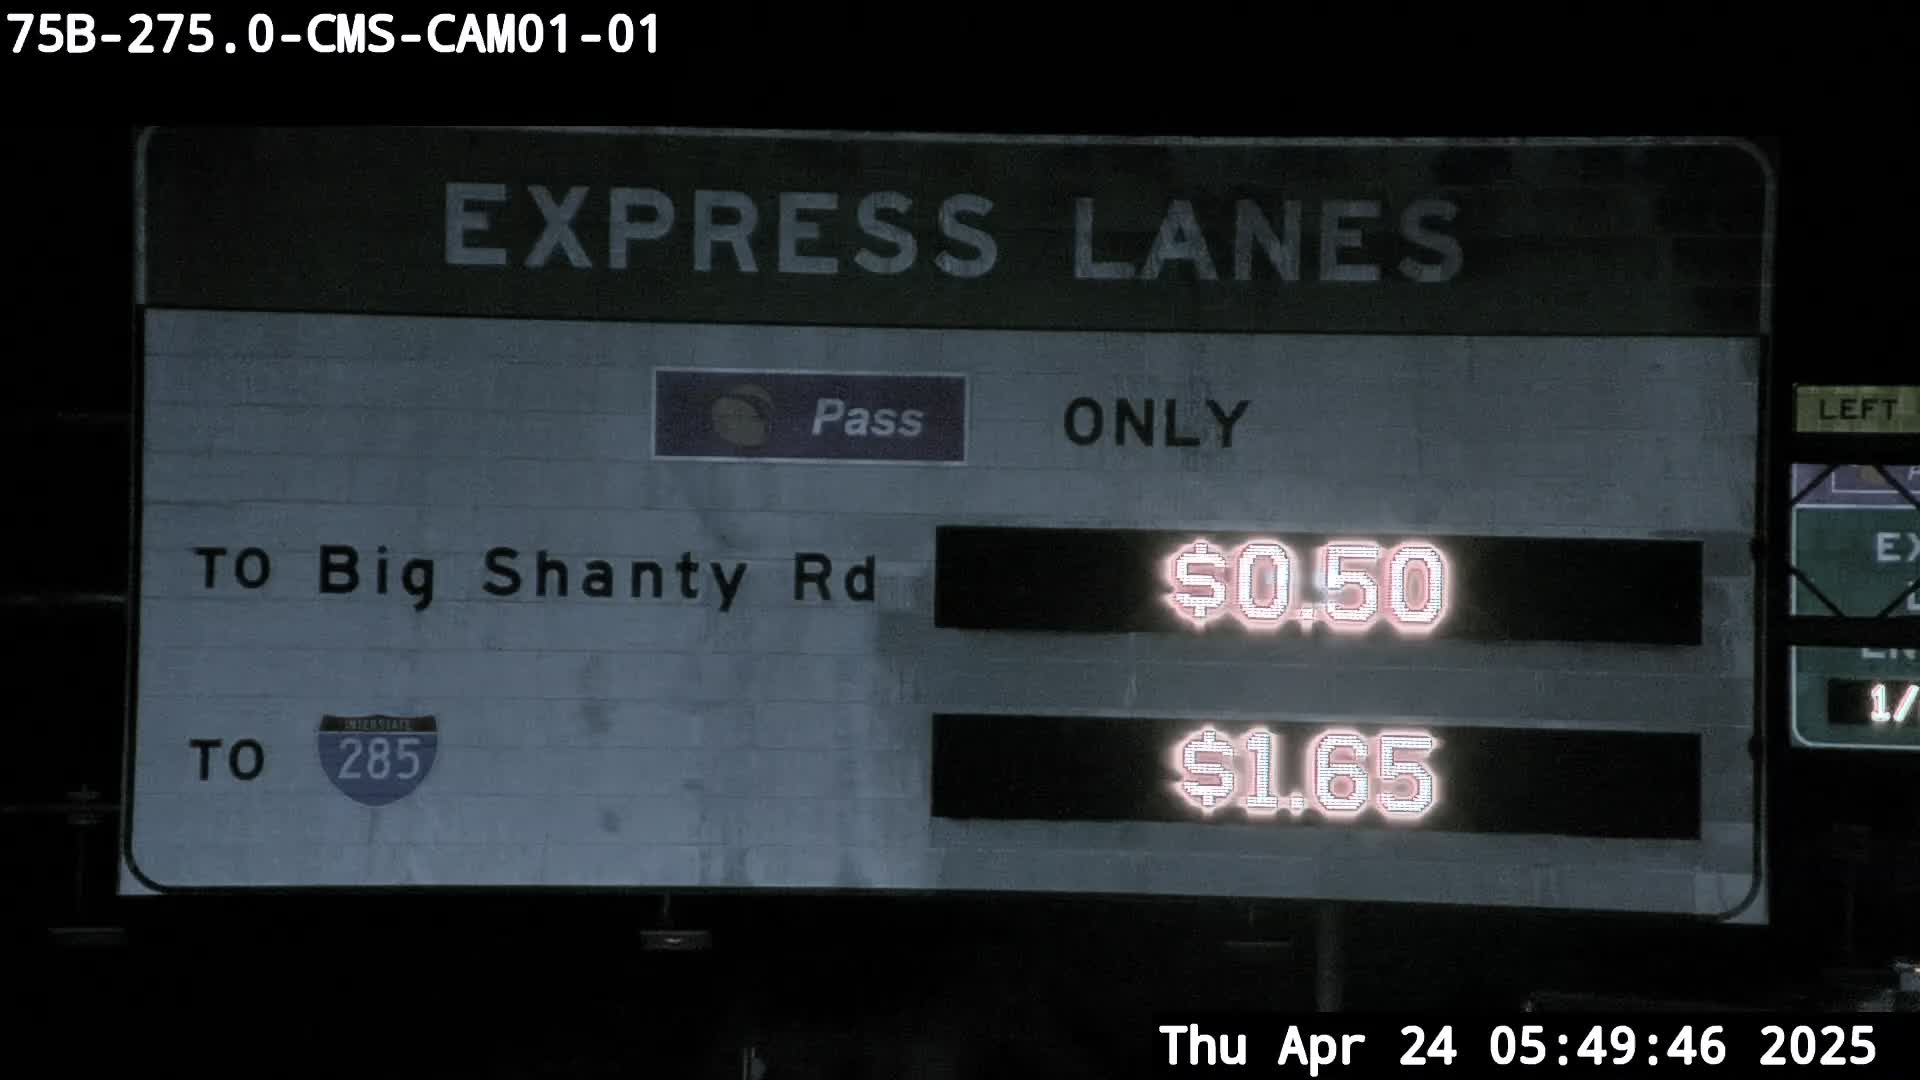 75B-275.0-CMS-CAM01-01
EXPRESS LANES
Pass ONLY
LEFT
TO Big Shanty Rd $0.50
TO INTERSTATE 285 $1.65
1/
Thu Apr 24 05:49:46 2025